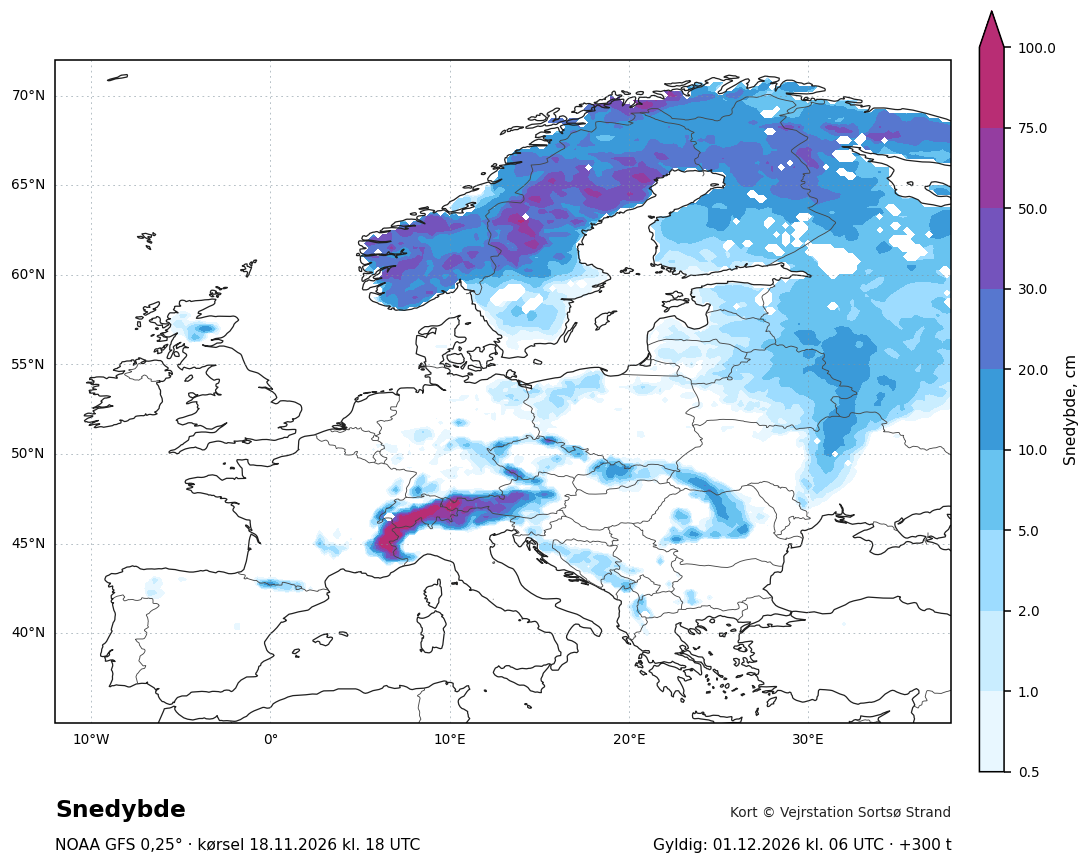 100.0
75.0
50.0
30.0
20.0
10.0
5.0
2.0
1.0
0.5
Snedybde, cm
70°N
65°N
60°N
55°N
50°N
45°N
40°N
10°W
0°
10°E
20°E
30°E
Snedybde
Kort © Vejrstation Sortsø Strand
NOAA GFS 0,25° · kørsel 18.11.2026 kl. 18 UTC
Gyldig: 01.12.2026 kl. 06 UTC · +300 t